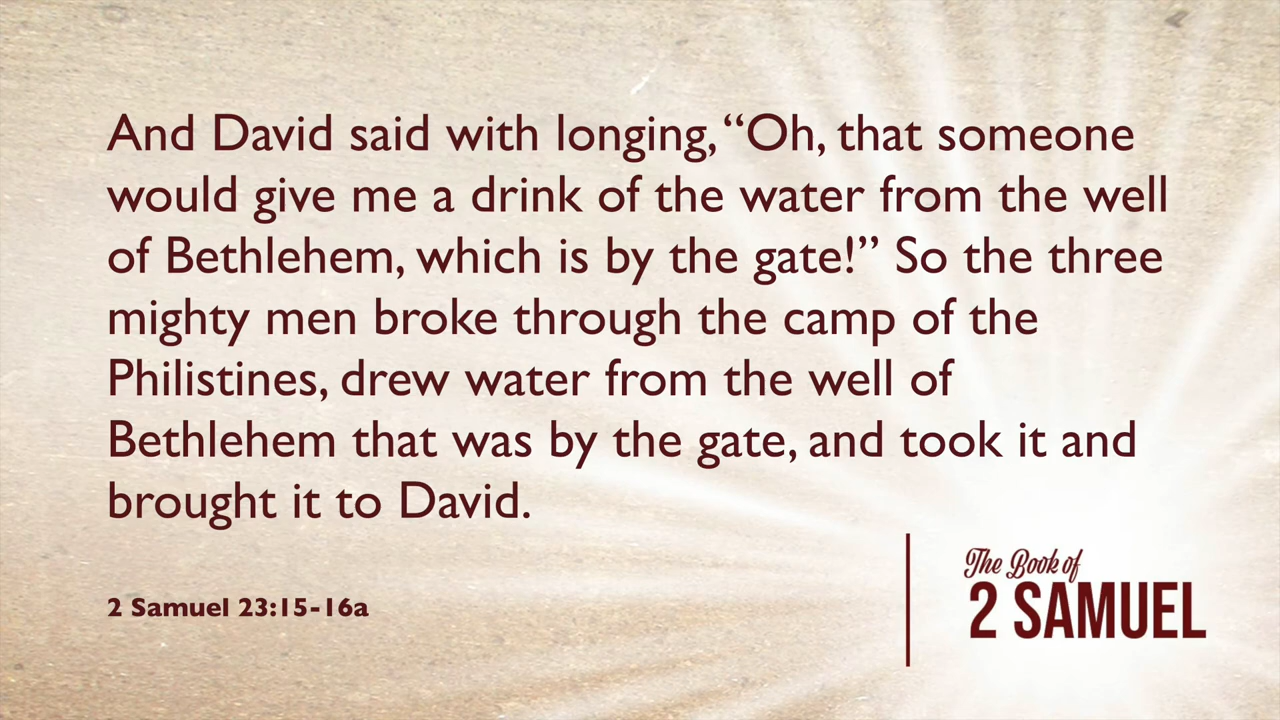 And David said with longing, “Oh, that someone
would give me a drink of the water from the well
of Bethlehem, which is by the gate!” So the three
mighty men broke through the camp of the
Philistines, drew water from the well of
Bethlehem that was by the gate, and took it and
brought it to David.
2 Samuel 23:15-16a
The Book of
2 SAMUEL